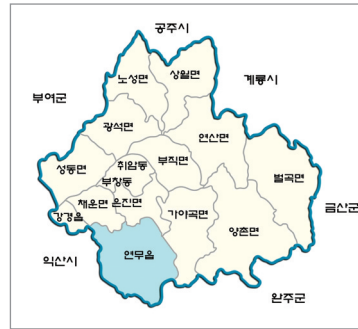 공주시
노성면
상월면
계룡시
부여군
광석면
연산면
성동면
취암동
부적면
벌곡면
부창동
채운면
은진면
가야곡면
강경읍
양촌면
금산군
익산시
연무읍
완주군